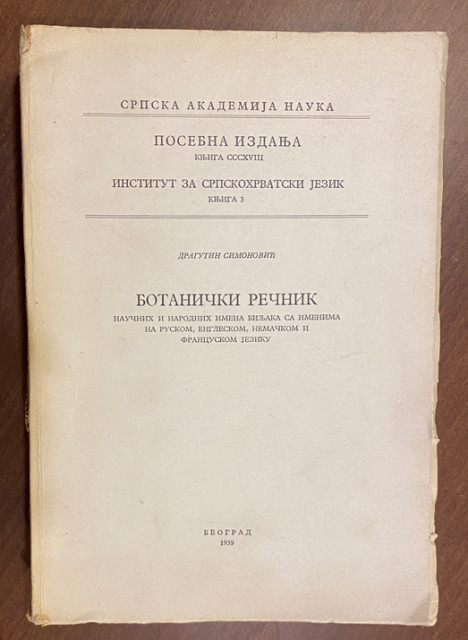 СРПСКА АКАДЕМИЈА НАУКА
ПОСЕБНА ИЗДАЊА
КЊИГА CCCXVIII
ИНСТИТУТ ЗА СРПСКОХРВАТСКИ ЈЕЗИК
КЊИГА 3
ДРАГУТИН СИМОНОВИЋ
БОТАНИЧКИ РЕЧНИК
НАУЧНИХ И НАРОДНИХ ИМЕНА БИЉАКА СА ИМЕНИМА
НА РУСКОМ, ЕНГЛЕСКОМ, НЕМАЧКОМ И
ФРАНЦУСКОМ ЈЕЗИКУ
БЕОГРАД
1959